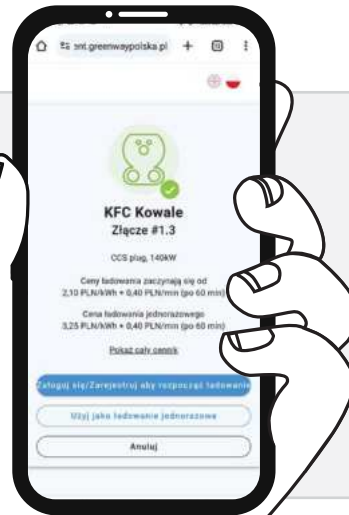 ent.greenwaypolska.pl
KFC Kowale
Złącze #1.3
CCS plug, 140kW
Ceny ładowania zaczynają się od
2,10 PLN/kWh + 0,40 PLN/min (po 60 min)
Cena ładowania jednorazowego
3,25 PLN/kWh + 0,40 PLN/min (po 60 min)
Pokaż cały cennik
Zaloguj się/Zarejestruj aby rozpocząć ładowanie
Użyj jako ładowanie jednorazowe
Anuluj